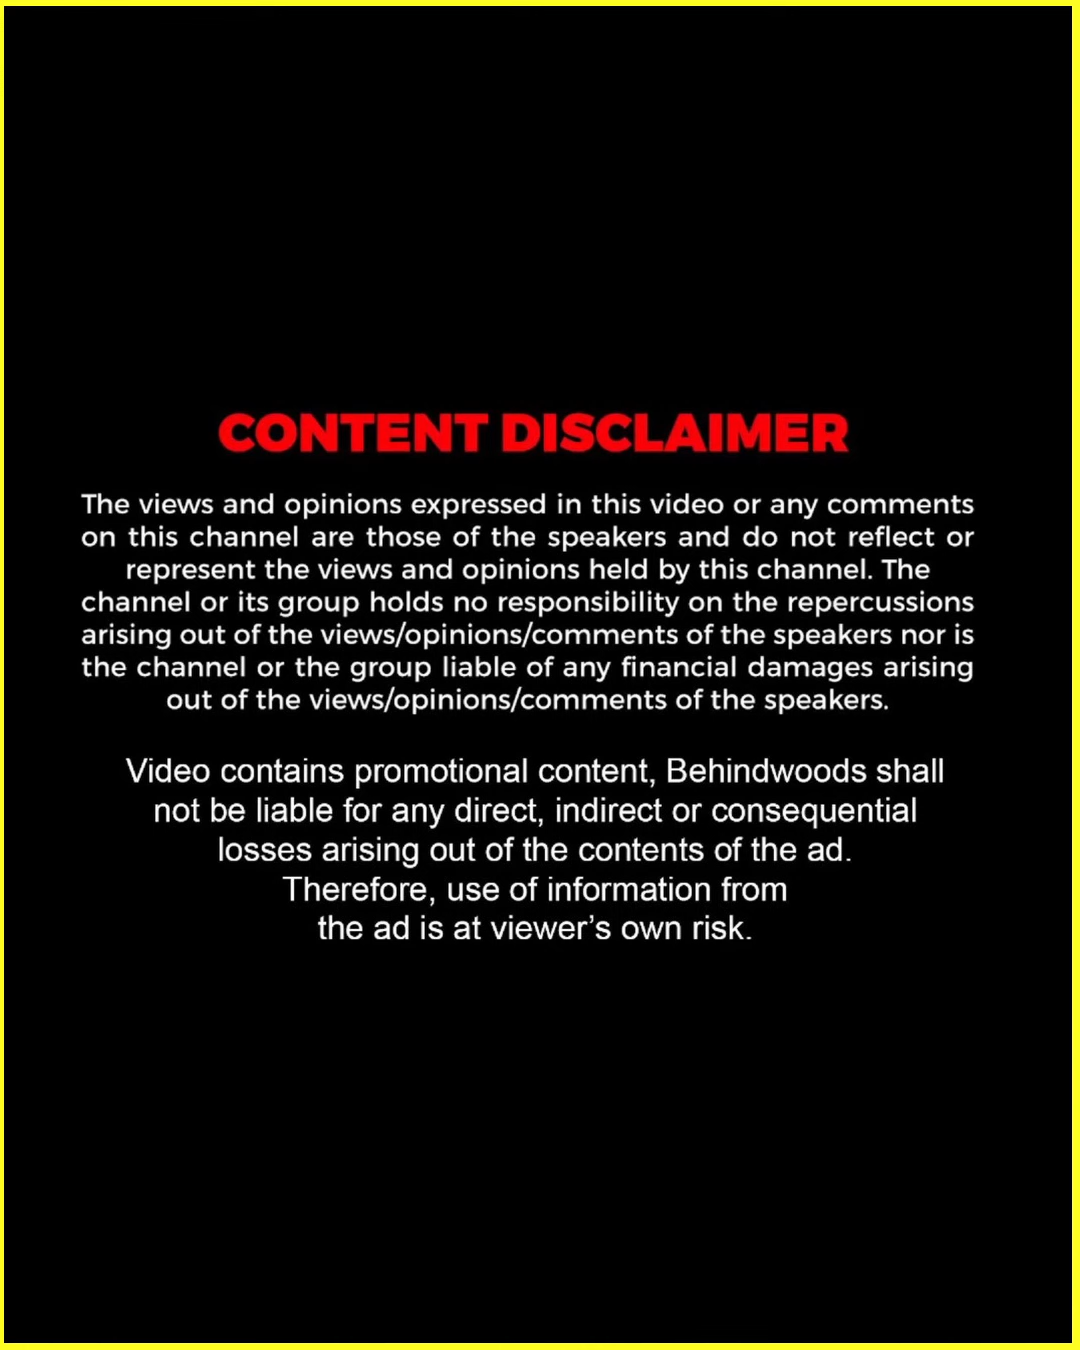 CONTENT DISCLAIMER
The views and opinions expressed in this video or any comments
on this channel are those of the speakers and do not reflect or
represent the views and opinions held by this channel. The
channel or its group holds no responsibility on the repercussions
arising out of the views/opinions/comments of the speakers nor is
the channel or the group liable of any financial damages arising
out of the views/opinions/comments of the speakers.
Video contains promotional content, Behindwoods shall
not be liable for any direct, indirect or consequential
losses arising out of the contents of the ad.
Therefore, use of information from
the ad is at viewer’s own risk.